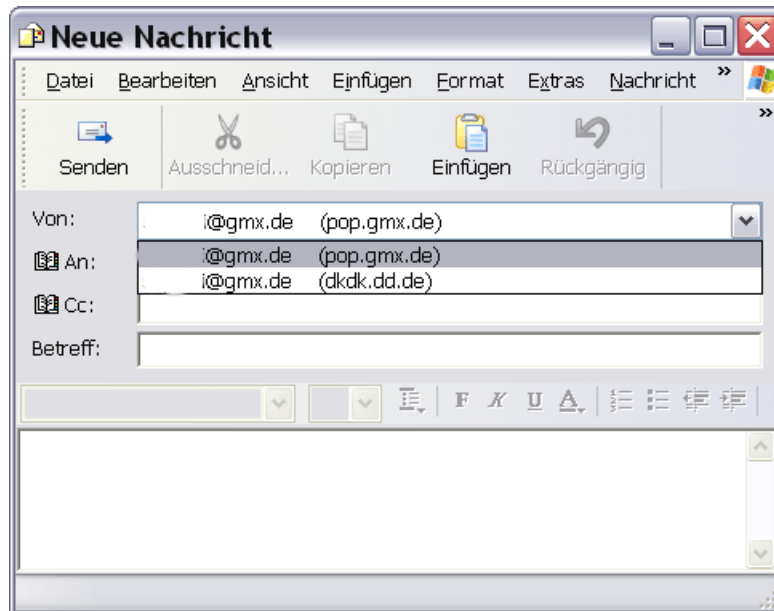 Neue Nachricht
Datei Bearbeiten Ansicht Einfügen Format Extras Nachricht »
»
Senden Ausschneid... Kopieren Einfügen Rückgängig
Von: i@gmx.de (pop.gmx.de)
i@gmx.de (pop.gmx.de)
An:
i@gmx.de (dkdk.dd.de)
Cc:
Betreff:
F K U A